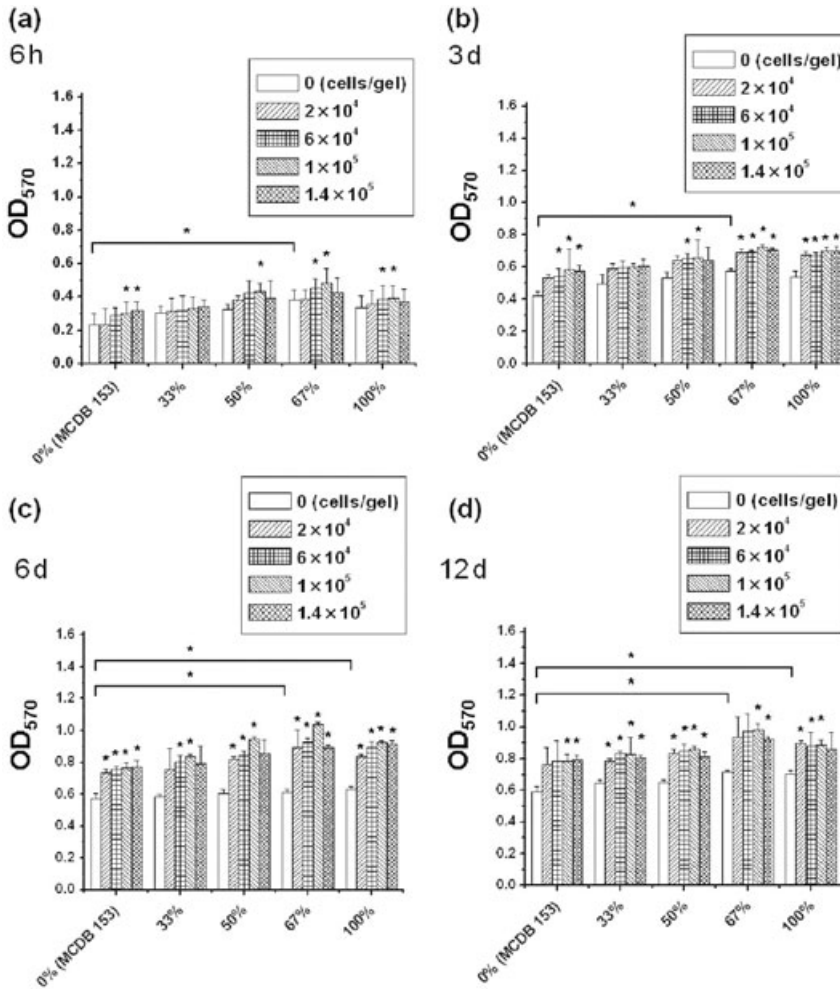 (a)
6h
0 (cells/gel)
2×10⁴
6×10⁴
1×10⁵
1.4×10⁵
1.6
1.4
1.2
1.0
0.8
0.6
0.4
0.2
0.0
OD₅₇₀
*
* *
*
* *
* *
0% (MCDB 153)
33%
50%
67%
100%
(b)
3d
0 (cells/gel)
2×10⁴
6×10⁴
1×10⁵
1.4×10⁵
1.6
1.4
1.2
1.0
0.8
0.6
0.4
0.2
0.0
OD₅₇₀
*
* * *
* *
* * * *
* * * *
0% (MCDB 153)
33%
50%
67%
100%
(c)
6d
0 (cells/gel)
2×10⁴
6×10⁴
1×10⁵
1.4×10⁵
1.6
1.4
1.2
1.0
0.8
0.6
0.4
0.2
0.0
OD₅₇₀
*
*
* * * *
* *
* * *
* * * *
* * * *
0% (MCDB 153)
33%
50%
67%
100%
(d)
12d
0 (cells/gel)
2×10⁴
6×10⁴
1×10⁵
1.4×10⁵
1.6
1.4
1.2
1.0
0.8
0.6
0.4
0.2
0.0
OD₅₇₀
*
*
* *
* * * *
* * * *
* *
* * *
0% (MCDB 153)
33%
50%
67%
100%